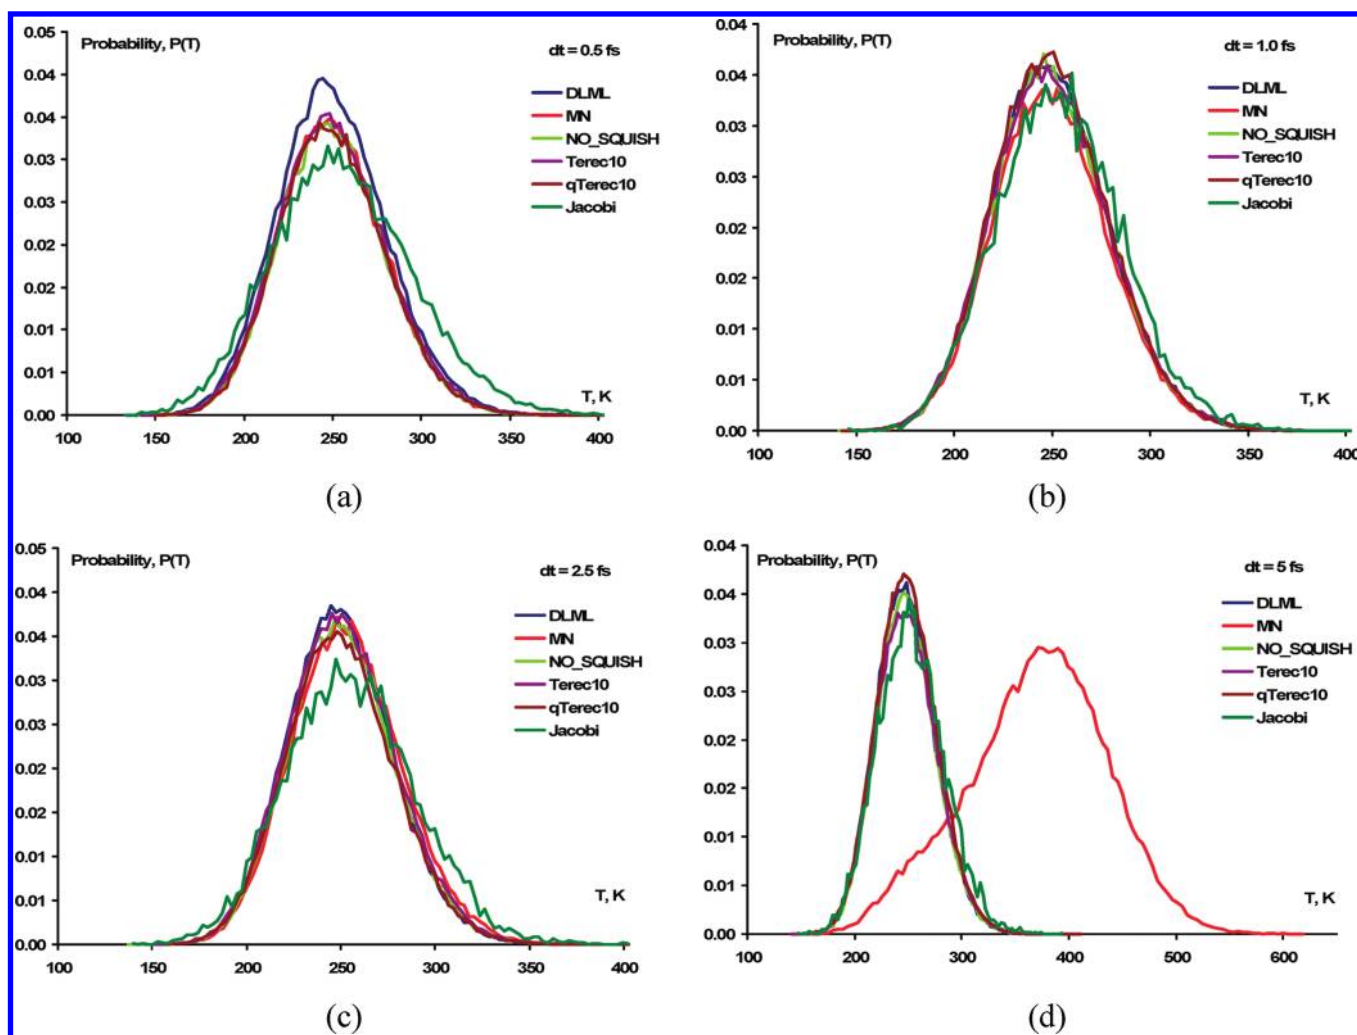 0.05
Probability, P(T)
dt = 0.5 fs
0.04
DLML
MN
NO_SQUISH
Terec10
qTerec10
Jacobi
0.04
0.03
0.03
0.02
0.02
0.01
0.01
T, K
0.00
100 150 200 250 300 350 400
(a)
0.04
Probability, P(T)
dt = 1.0 fs
0.04
DLML
MN
NO_SQUISH
Terec10
qTerec10
Jacobi
0.03
0.03
0.02
0.02
0.01
0.01
T, K
0.00
100 150 200 250 300 350 400
(b)
0.05
Probability, P(T)
dt = 2.5 fs
0.04
DLML
MN
NO_SQUISH
Terec10
qTerec10
Jacobi
0.04
0.03
0.03
0.02
0.02
0.01
0.01
T, K
0.00
100 150 200 250 300 350 400
(c)
0.04
Probability, P(T)
dt = 5 fs
0.04
DLML
MN
NO_SQUISH
Terec10
qTerec10
Jacobi
0.03
0.03
0.02
0.02
0.01
0.01
T, K
0.00
100 200 300 400 500 600
(d)